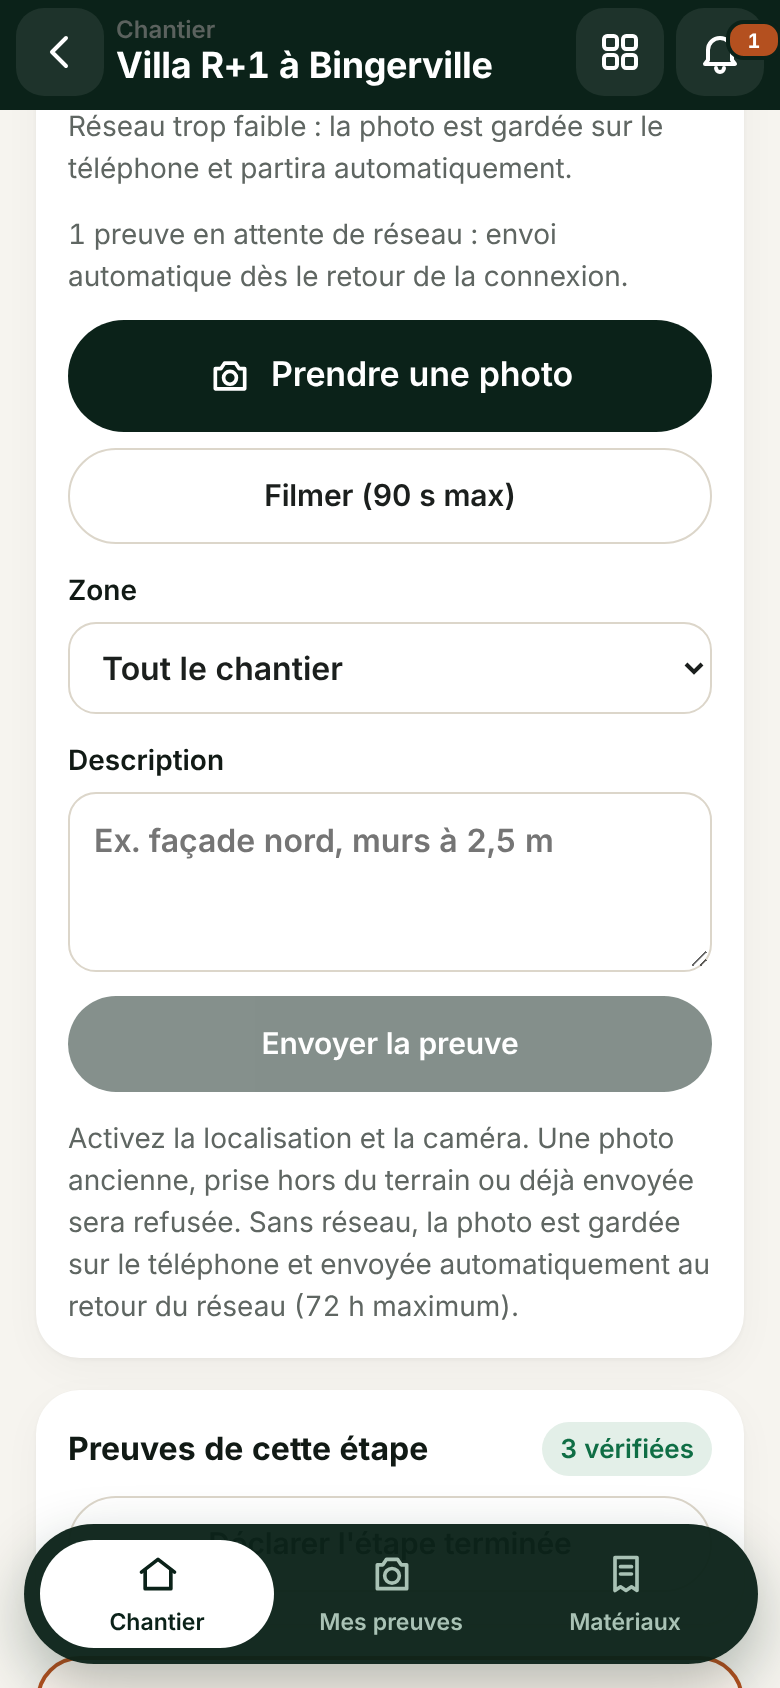 Chantier
Villa R+1 à Bingerville
1
Réseau trop faible : la photo est gardée sur le
téléphone et partira automatiquement.
1 preuve en attente de réseau : envoi
automatique dès le retour de la connexion.
Prendre une photo
Filmer (90 s max)
Zone
Tout le chantier
Description
Ex. façade nord, murs à 2,5 m
Envoyer la preuve
Activez la localisation et la caméra. Une photo
ancienne, prise hors du terrain ou déjà envoyée
sera refusée. Sans réseau, la photo est gardée
sur le téléphone et envoyée automatiquement au
retour du réseau (72 h maximum).
Preuves de cette étape
3 vérifiées
Déclarer l'étape terminée
Chantier
Mes preuves
Matériaux